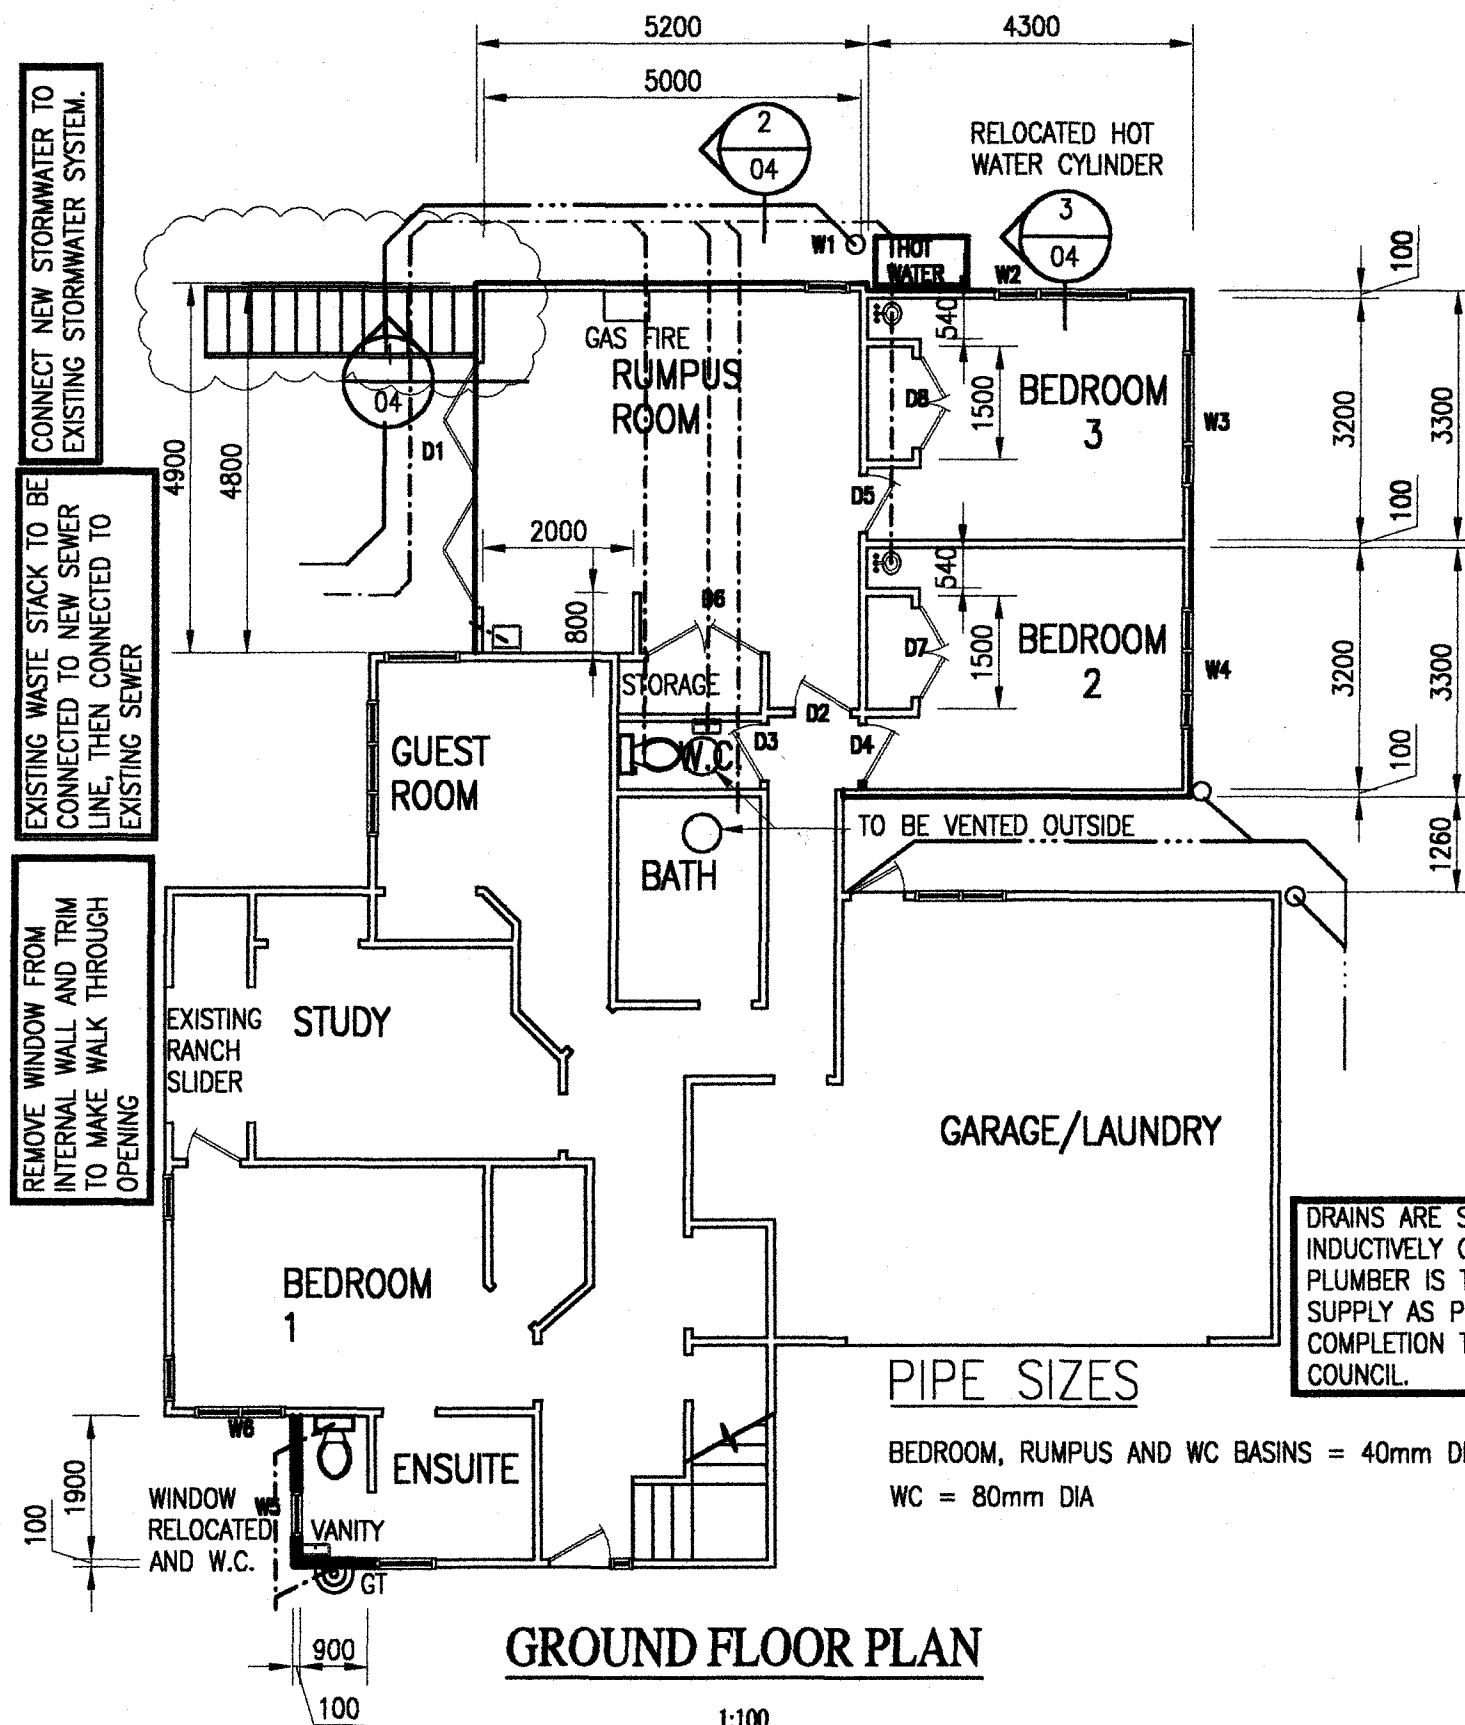 5200
4300
5000
2
04
RELOCATED HOT
WATER CYLINDER
3
04
CONNECT NEW STORMWATER TO
EXISTING STORMWATER SYSTEM.
W1
HOT
WATER
W2
100
540
GAS FIRE
RUMPUS
ROOM
1
04
D1
4900
4800
D8
1500
BEDROOM
3
W3
3200
3300
D5
100
EXISTING WASTE STACK TO BE
CONNECTED TO NEW SEWER
LINE, THEN CONNECTED TO
EXISTING SEWER
2000
800
D6
540
D7
1500
BEDROOM
2
W4
3200
3300
STORAGE
D2
D3
D4
W.C.
GUEST
ROOM
100
TO BE VENTED OUTSIDE
1260
BATH
REMOVE WINDOW FROM
INTERNAL WALL AND TRIM
TO MAKE WALK THROUGH
OPENING
EXISTING
RANCH
SLIDER
STUDY
GARAGE/LAUNDRY
DRAINS ARE
INDUCTIVELY
PLUMBER IS
SUPPLY AS
COMPLETION
COUNCIL.
BEDROOM
1
PIPE SIZES
BEDROOM, RUMPUS AND WC BASINS = 40mm
WC = 80mm DIA
W6
ENSUITE
1900
100
WINDOW
RELOCATED
AND W.C.
W5
VANITY
GT
900
100
GROUND FLOOR PLAN
1:100